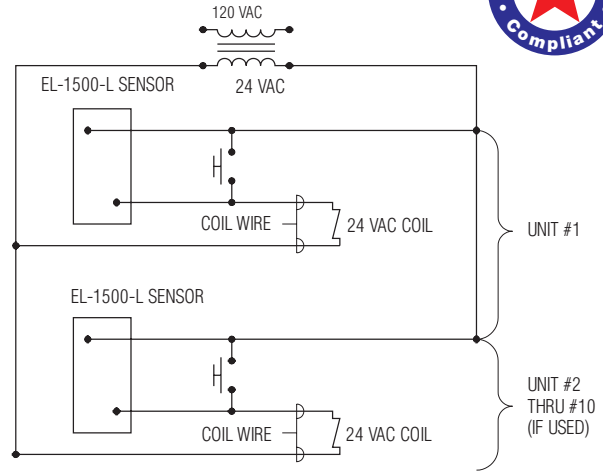 120 VAC
Compliant
24 VAC
EL-1500-L SENSOR
COIL WIRE
24 VAC COIL
UNIT #1
EL-1500-L SENSOR
COIL WIRE
24 VAC COIL
UNIT #2
THRU #10
(IF USED)